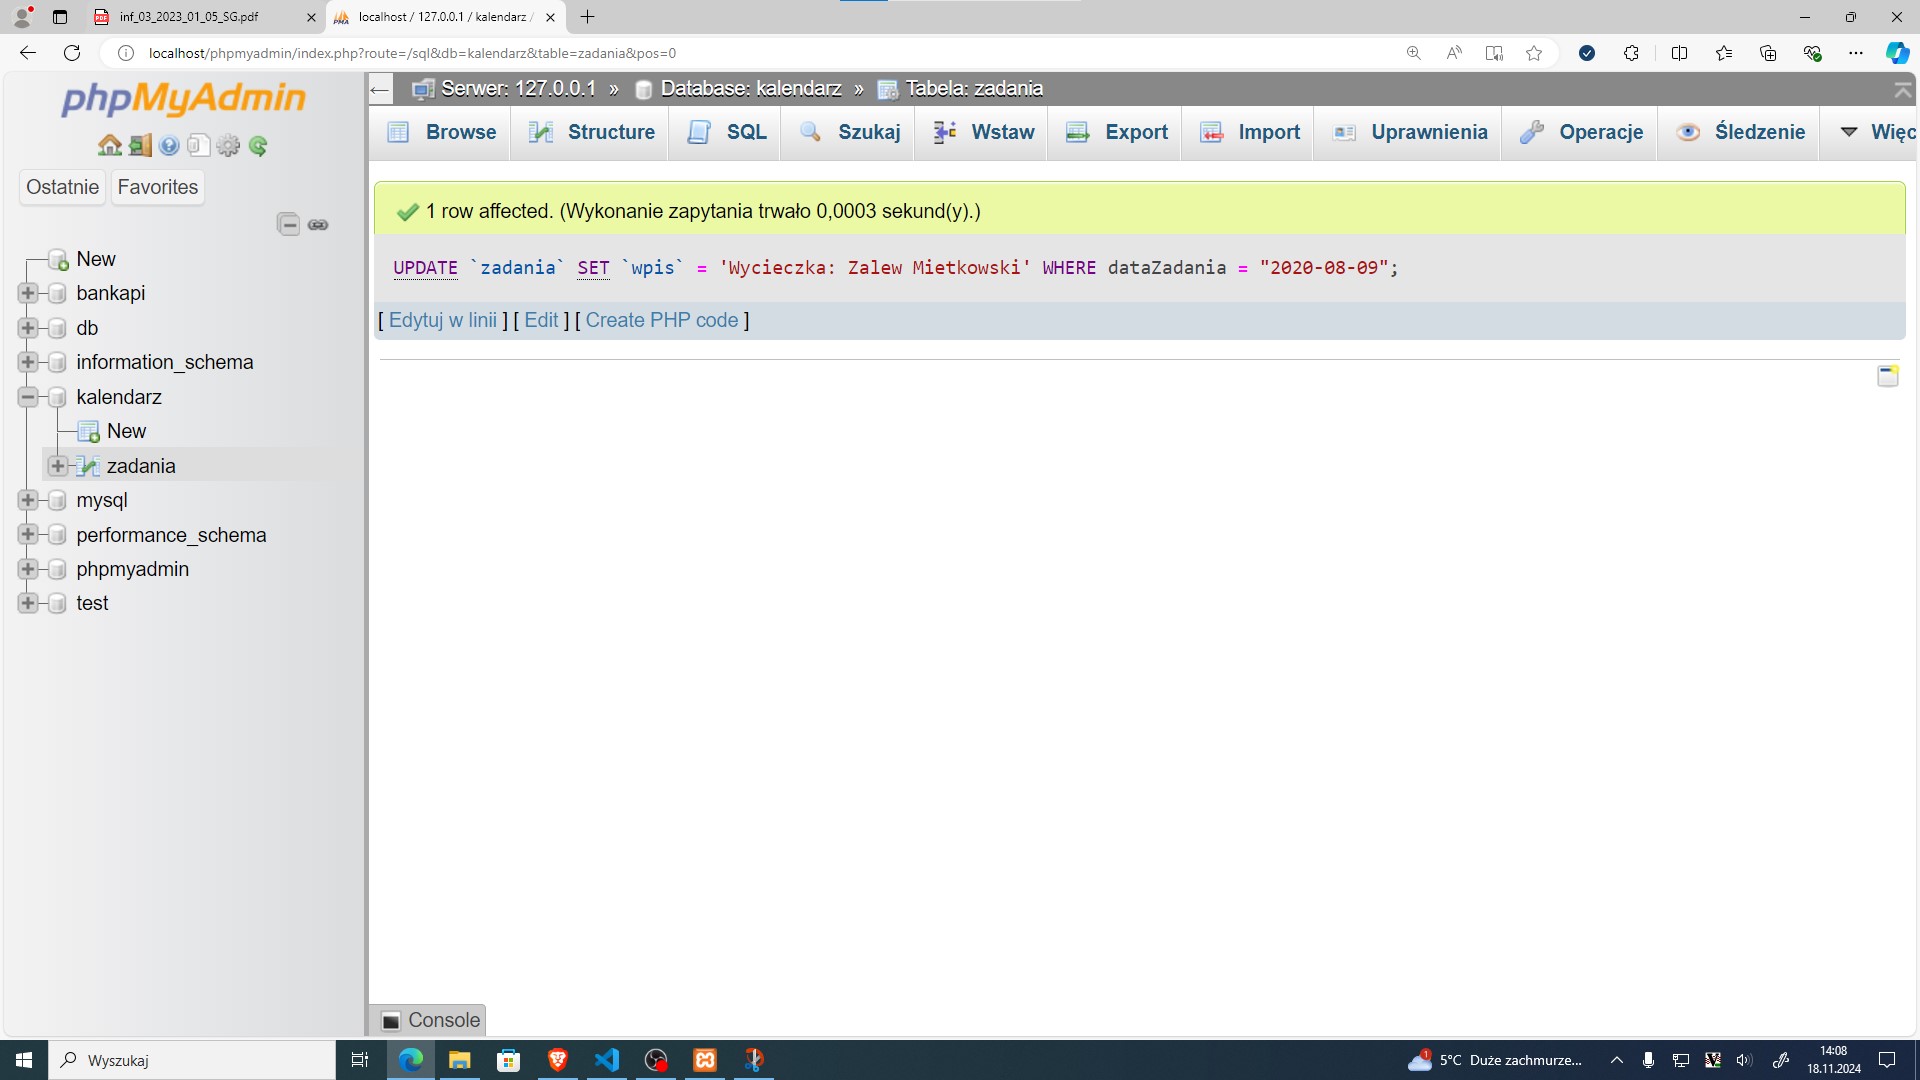 inf_03_2023_01_05_SG.pdf
localhost / 127.0.0.1 / kalendarz /
localhost/phpmyadmin/index.php?route=/sql&db=kalendarz&table=zadania&pos=0
phpMyAdmin
Ostatnie Favorites
New
bankapi
db
information_schema
kalendarz
New
zadania
mysql
performance_schema
phpmyadmin
test
Serwer: 127.0.0.1 » Database: kalendarz » Tabela: zadania
Browse Structure SQL Szukaj Wstaw Export Import Uprawnienia Operacje Śledzenie Więc
1 row affected. (Wykonanie zapytania trwało 0,0003 sekund(y).)
UPDATE `zadania` SET `wpis` = 'Wycieczka: Zalew Mietkowski' WHERE dataZadania = "2020-08-09";
[ Edytuj w linii ] [ Edit ] [ Create PHP code ]
Console
Wyszukaj
1 5°C Duże zachmurze...
14:08
18.11.2024